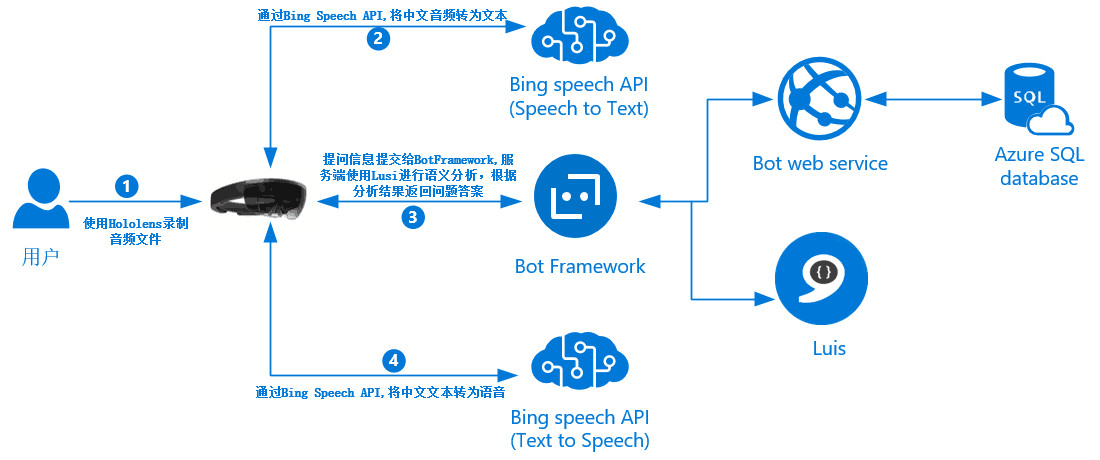 通过Bing Speech API,将中文音频转为文本
2
Bing speech API
(Speech to Text)
SQL
Bot web service
Azure SQL
database
1
使用Hololens录制
音频文件
用户
提问信息提交给BotFramework,服
务端使用Lusi进行语义分析，根据
分析结果返回问题答案
3
Bot Framework
{}
Luis
4
通过Bing Speech API,将中文文本转为语音
Bing speech API
(Text to Speech)